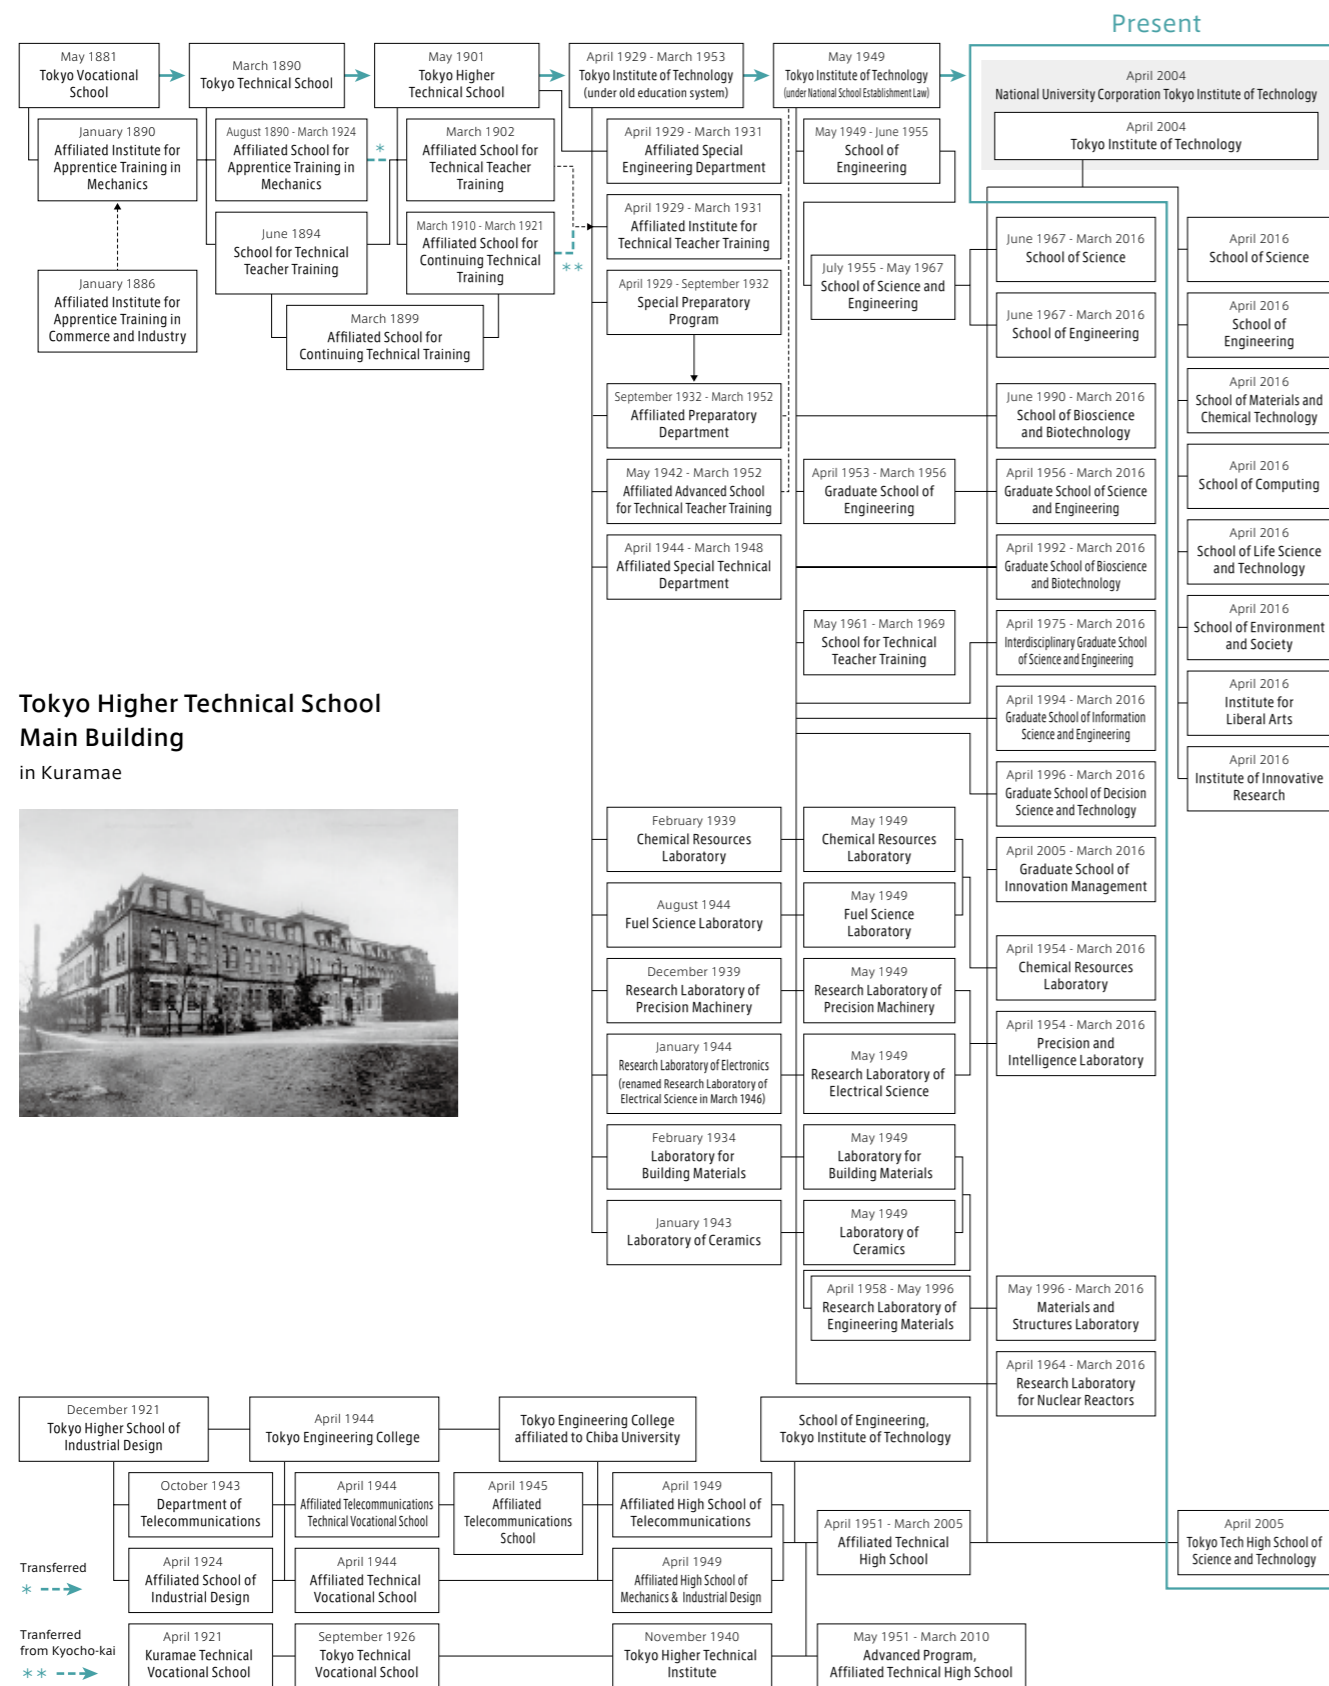 Present
May 1881
Tokyo Vocational
School
March 1890
Tokyo Technical School
May 1901
Tokyo Higher
Technical School
April 1929 - March 1953
Tokyo Institute of Technology
(under old education system)
May 1949
Tokyo Institute of Technology
(under National School Establishment Law)
April 2004
National University Corporation Tokyo Institute of Technology
April 2004
Tokyo Institute of Technology
January 1890
Affiliated Institute for
Apprentice Training in
Mechanics
August 1890 - March 1924
Affiliated School for
Apprentice Training in
Mechanics
*
March 1902
Affiliated School for
Technical Teacher
Training
April 1929 - March 1931
Affiliated Special
Engineering Department
May 1949 - June 1955
School of
Engineering
January 1886
Affiliated Institute for
Apprentice Training in
Commerce and Industry
June 1894
School for Technical
Teacher Training
March 1910 - March 1921
Affiliated School for
Continuing Technical
Training
**
March 1899
Affiliated School for
Continuing Technical Training
April 1929 - March 1931
Affiliated Institute for
Technical Teacher Training
April 1929 - September 1932
Special Preparatory
Program
September 1932 - March 1952
Affiliated Preparatory
Department
May 1942 - March 1952
Affiliated Advanced School
for Technical Teacher Training
April 1944 - March 1948
Affiliated Special Technical
Department
July 1955 - May 1967
School of Science and
Engineering
April 1953 - March 1956
Graduate School of
Engineering
May 1961 - March 1969
School for Technical
Teacher Training
June 1967 - March 2016
School of Science
June 1967 - March 2016
School of Engineering
June 1990 - March 2016
School of Bioscience
and Biotechnology
April 1956 - March 2016
Graduate School of Science
and Engineering
April 1992 - March 2016
Graduate School of Bioscience
and Biotechnology
April 1975 - March 2016
Interdisciplinary Graduate School
of Science and Engineering
April 1994 - March 2016
Graduate School of Information
Science and Engineering
April 1996 - March 2016
Graduate School of Decision
Science and Technology
April 2005 - March 2016
Graduate School of
Innovation Management
April 1954 - March 2016
Chemical Resources
Laboratory
April 1954 - March 2016
Precision and
Intelligence Laboratory
April 2016
School of Science
April 2016
School of
Engineering
April 2016
School of Materials and
Chemical Technology
April 2016
School of Computing
April 2016
School of Life Science
and Technology
April 2016
School of Environment
and Society
April 2016
Institute for
Liberal Arts
April 2016
Institute of Innovative
Research
Tokyo Higher Technical School
Main Building
in Kuramae
February 1939
Chemical Resources
Laboratory
May 1949
Chemical Resources
Laboratory
August 1944
Fuel Science Laboratory
May 1949
Fuel Science
Laboratory
December 1939
Research Laboratory of
Precision Machinery
May 1949
Research Laboratory of
Precision Machinery
January 1944
Research Laboratory of Electronics
(renamed Research Laboratory of
Electrical Science in March 1946)
May 1949
Research Laboratory of
Electrical Science
February 1934
Laboratory for
Building Materials
May 1949
Laboratory for
Building Materials
January 1943
Laboratory of Ceramics
May 1949
Laboratory of
Ceramics
April 1958 - May 1996
Research Laboratory of
Engineering Materials
May 1996 - March 2016
Materials and
Structures Laboratory
April 1964 - March 2016
Research Laboratory
for Nuclear Reactors
December 1921
Tokyo Higher School of
Industrial Design
April 1944
Tokyo Engineering College
Tokyo Engineering College
affiliated to Chiba University
School of Engineering,
Tokyo Institute of Technology
October 1943
Department of
Telecommunications
April 1944
Affiliated Telecommunications
Technical Vocational School
April 1945
Affiliated
Telecommunications
School
April 1949
Affiliated High School of
Telecommunications
April 1951 - March 2005
Affiliated Technical
High School
April 2005
Tokyo Tech High School of
Science and Technology
April 1924
Affiliated School of
Industrial Design
April 1944
Affiliated Technical
Vocational School
April 1949
Affiliated High School of
Mechanics & Industrial Design
April 1921
Kuramae Technical
Vocational School
September 1926
Tokyo Technical
Vocational School
November 1940
Tokyo Higher Technical
Institute
May 1951 - March 2010
Advanced Program,
Affiliated Technical High School
Transferred
*
Tranferred
from Kyocho-kai
**